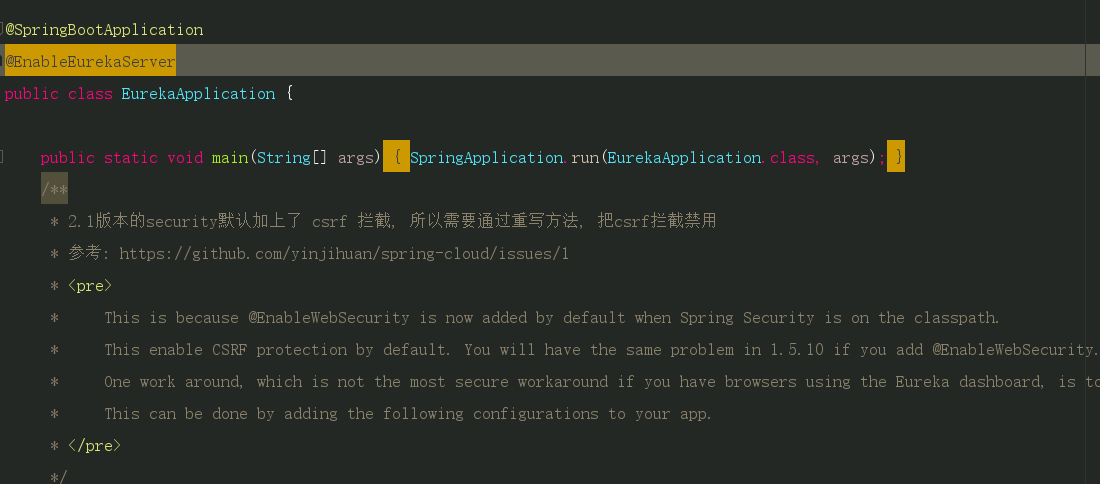 @SpringBootApplication
@EnableEurekaServer
public class EurekaApplication {
public static void main(String[] args) { SpringApplication.run(EurekaApplication.class, args); }
/**
* 2.1版本的security默认加上了 csrf 拦截, 所以需要通过重写方法, 把csrf拦截禁用
* 参考: https://github.com/yinjihuan/spring-cloud/issues/1
* <pre>
* This is because @EnableWebSecurity is now added by default when Spring Security is on the classpath.
* This enable CSRF protection by default. You will have the same problem in 1.5.10 if you add @EnableWebSecurity.
* One work around, which is not the most secure workaround if you have browsers using the Eureka dashboard, is to
* This can be done by adding the following configurations to your app.
* </pre>
*/